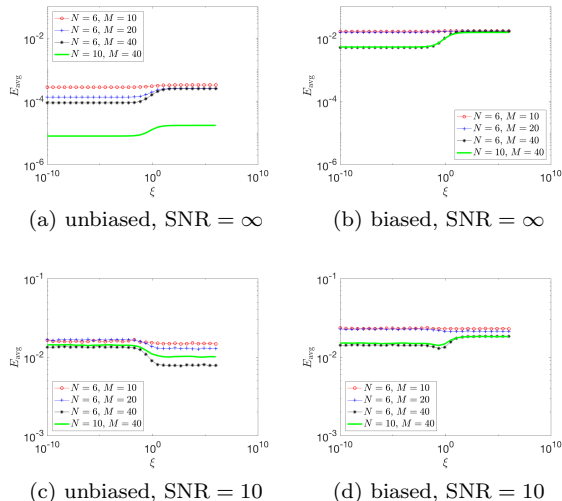 10^{-2}
10^{-4}
10^{-6}
E_avg
N = 6, M = 10
N = 6, M = 20
N = 6, M = 40
N = 10, M = 40
10^{-10} 10^{0} 10^{10}
ξ
(a) unbiased, SNR = ∞
10^{-2}
10^{-4}
10^{-6}
E_avg
N = 6, M = 10
N = 6, M = 20
N = 6, M = 40
N = 10, M = 40
10^{-10} 10^{0} 10^{10}
ξ
(b) biased, SNR = ∞
10^{-1}
10^{-2}
10^{-3}
E_avg
N = 6, M = 10
N = 6, M = 20
N = 6, M = 40
N = 10, M = 40
10^{-10} 10^{0} 10^{10}
ξ
(c) unbiased, SNR = 10
10^{-1}
10^{-2}
10^{-3}
E_avg
N = 6, M = 10
N = 6, M = 20
N = 6, M = 40
N = 10, M = 40
10^{-10} 10^{0} 10^{10}
ξ
(d) biased, SNR = 10